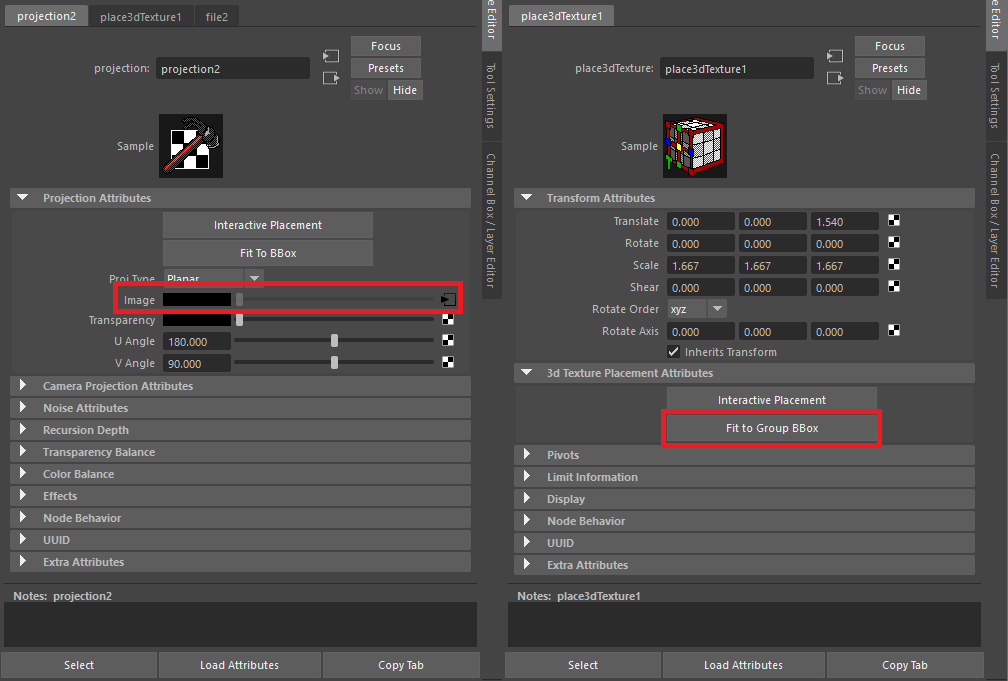 projection2 place3dTexture1 file2
projection: projection2
Focus
Presets
Show Hide
Sample
Projection Attributes
Interactive Placement
Fit To BBox
Proj Type Planar
Image
Transparency
U Angle 180.000
V Angle 90.000
Camera Projection Attributes
Noise Attributes
Recursion Depth
Transparency Balance
Color Balance
Effects
Node Behavior
UUID
Extra Attributes
Notes: projection2
Select Load Attributes Copy Tab
e Editor
Tool Settings
Channel Box / Layer Editor
place3dTexture1
place3dTexture: place3dTexture1
Focus
Presets
Show Hide
Sample
Transform Attributes
Translate 0.000 0.000 1.540
Rotate 0.000 0.000 0.000
Scale 1.667 1.667 1.667
Shear 0.000 0.000 0.000
Rotate Order xyz
Rotate Axis 0.000 0.000 0.000
Inherits Transform
3d Texture Placement Attributes
Interactive Placement
Fit to Group BBox
Pivots
Limit Information
Display
Node Behavior
UUID
Extra Attributes
Notes: place3dTexture1
Select Load Attributes Copy Tab
e Editor
Tool Settings
Channel Box / Layer Editor